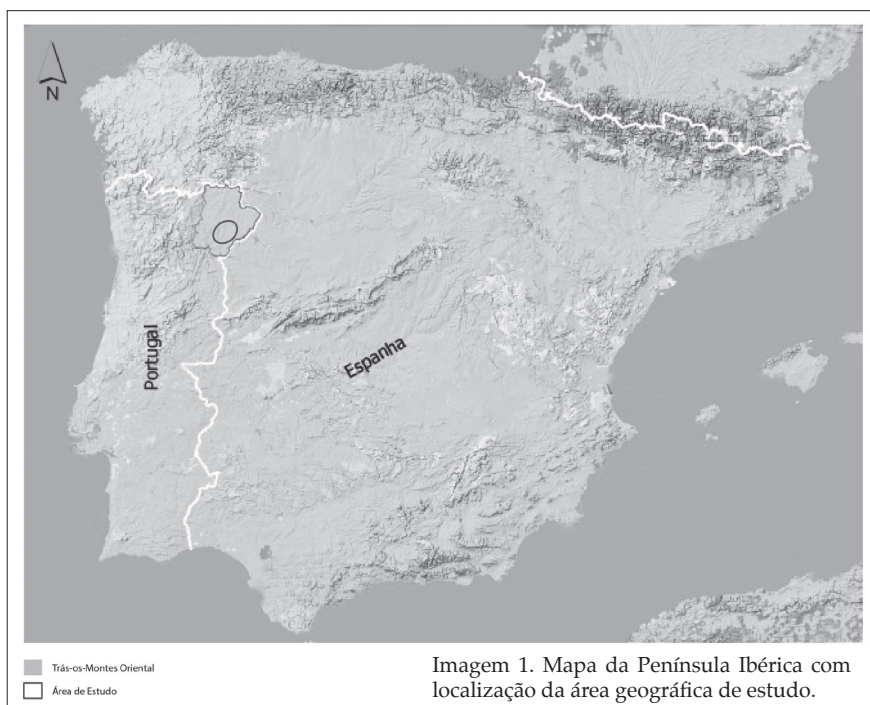 N
Portugal
Espanha
Trás-os-Montes Oriental
Área de Estudo
Imagem 1. Mapa da Península Ibérica com
localização da área geográfica de estudo.